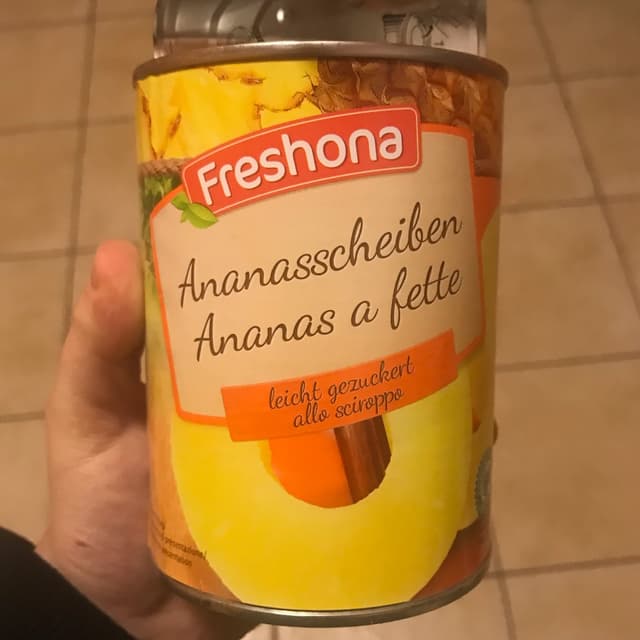 Freshona
Ananasscheiben
Ananas a fette
leicht gezuckert
allo sciroppo